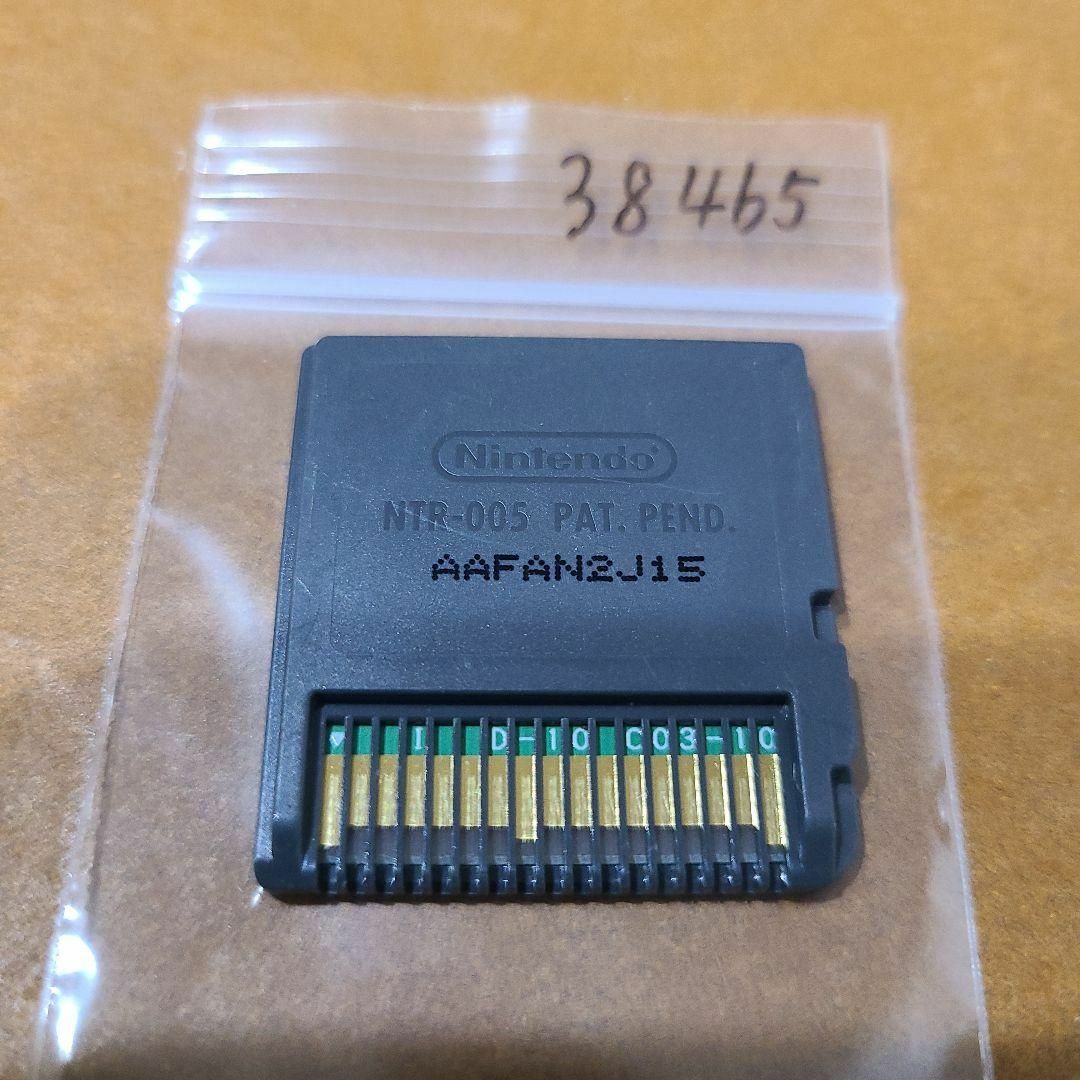 38465
Nintendo®
NTR-005 PAT. PEND.
AAFAN2J15
I D-10 C03-10